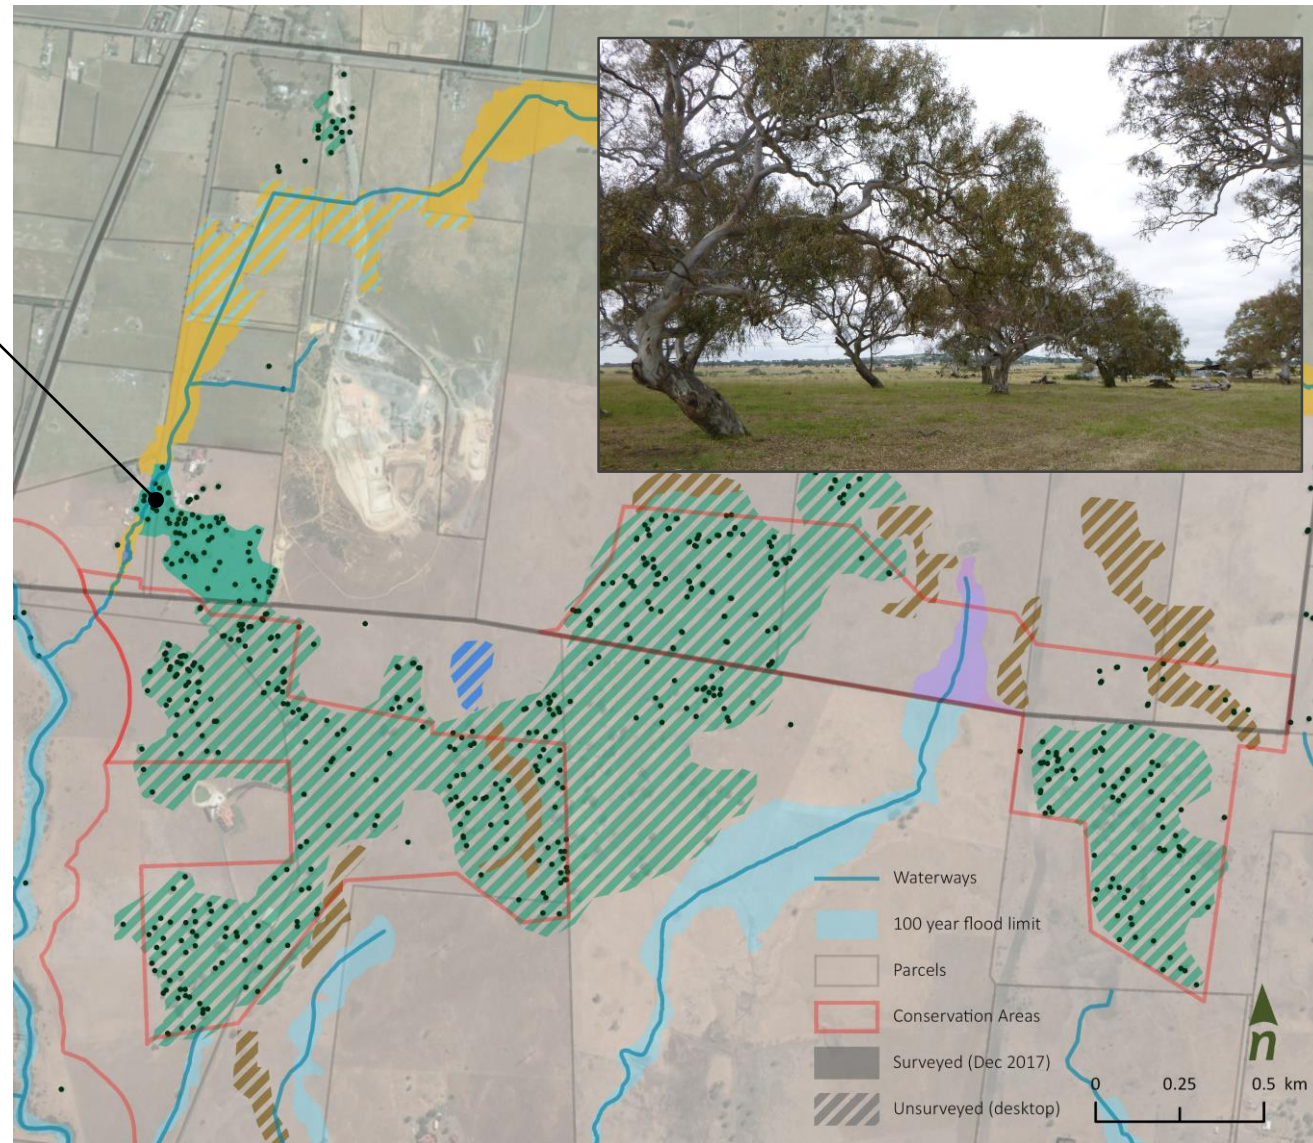 Waterways
100 year flood limit
Parcels
Conservation Areas
Surveyed (Dec 2017)
Unsurveyed (desktop)
n
0 0.25 0.5 km